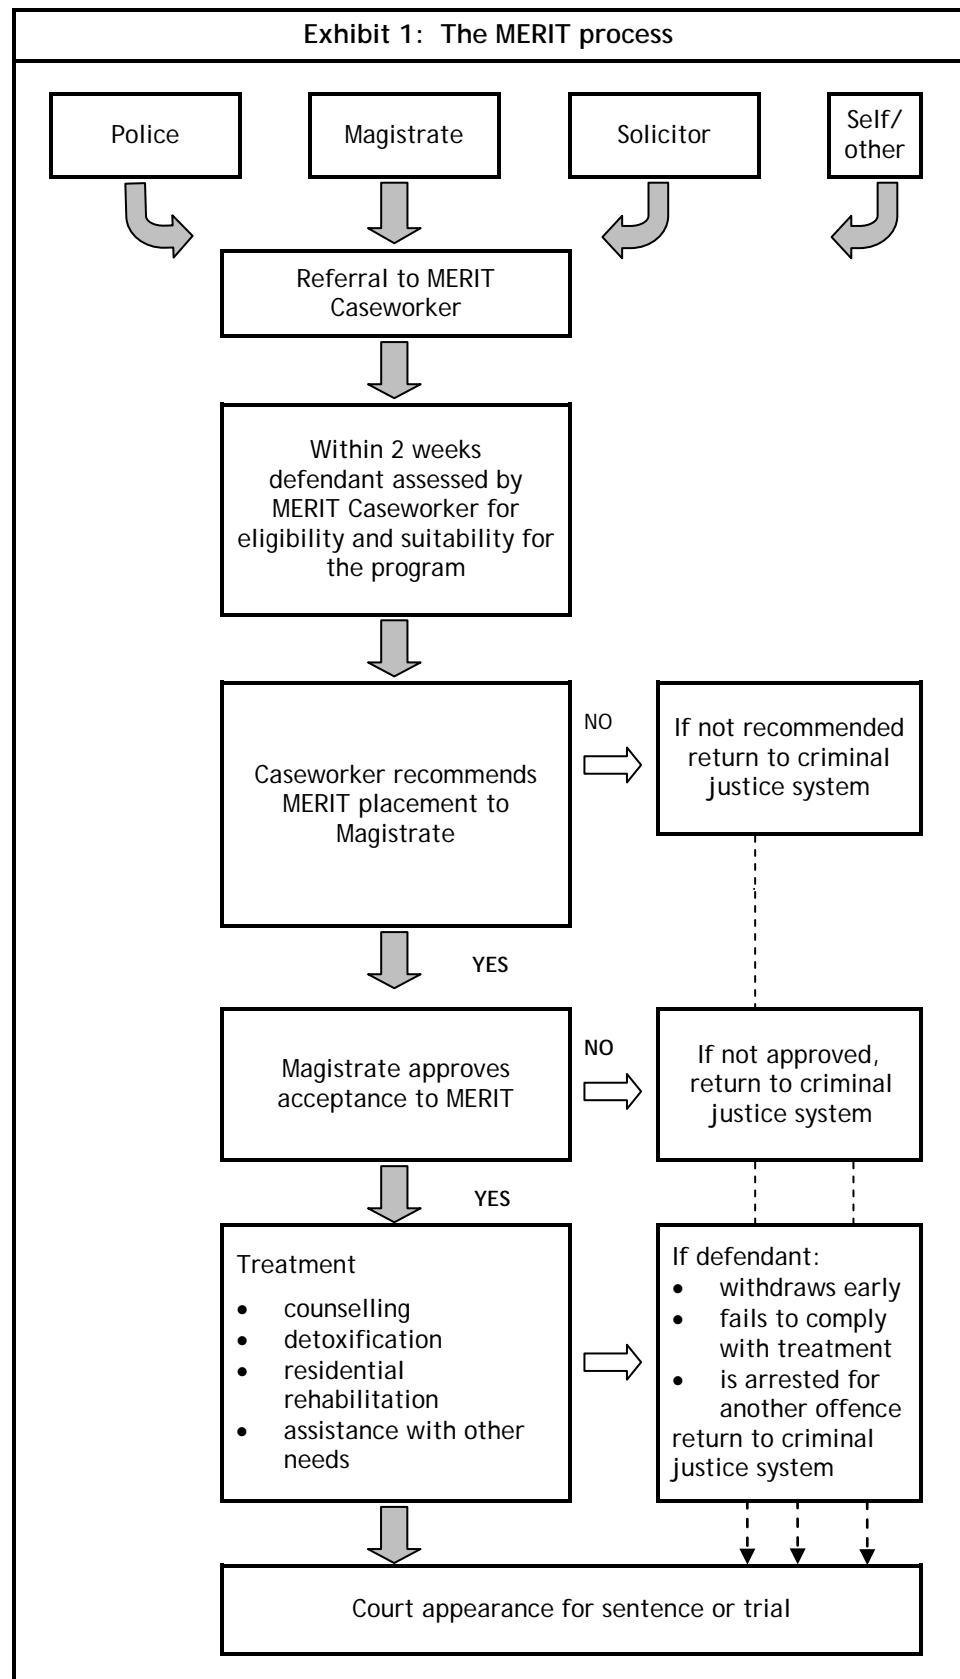 Exhibit 1: The MERIT process
Police
Magistrate
Solicitor
Self/
other
Referral to MERIT
Caseworker
Within 2 weeks
defendant assessed by
MERIT Caseworker for
eligibility and suitability for
the program
Caseworker recommends
MERIT placement to
Magistrate
NO
If not recommended
return to criminal
justice system
YES
Magistrate approves
acceptance to MERIT
NO
If not approved,
return to criminal
justice system
YES
Treatment
• counselling
• detoxification
• residential
rehabilitation
• assistance with other
needs
If defendant:
• withdraws early
• fails to comply
with treatment
• is arrested for
another offence
return to criminal
justice system
Court appearance for sentence or trial